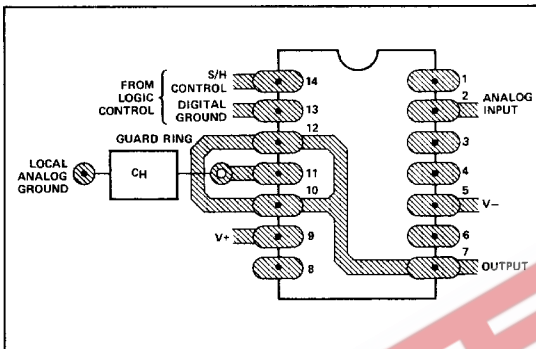 FROM LOGIC CONTROL
S/H CONTROL
14
DIGITAL GROUND
13
GUARD RING
12
LOCAL ANALOG GROUND
CH
11
10
V+
9
8
1
2
ANALOG INPUT
3
4
5
V−
6
7
OUTPUT